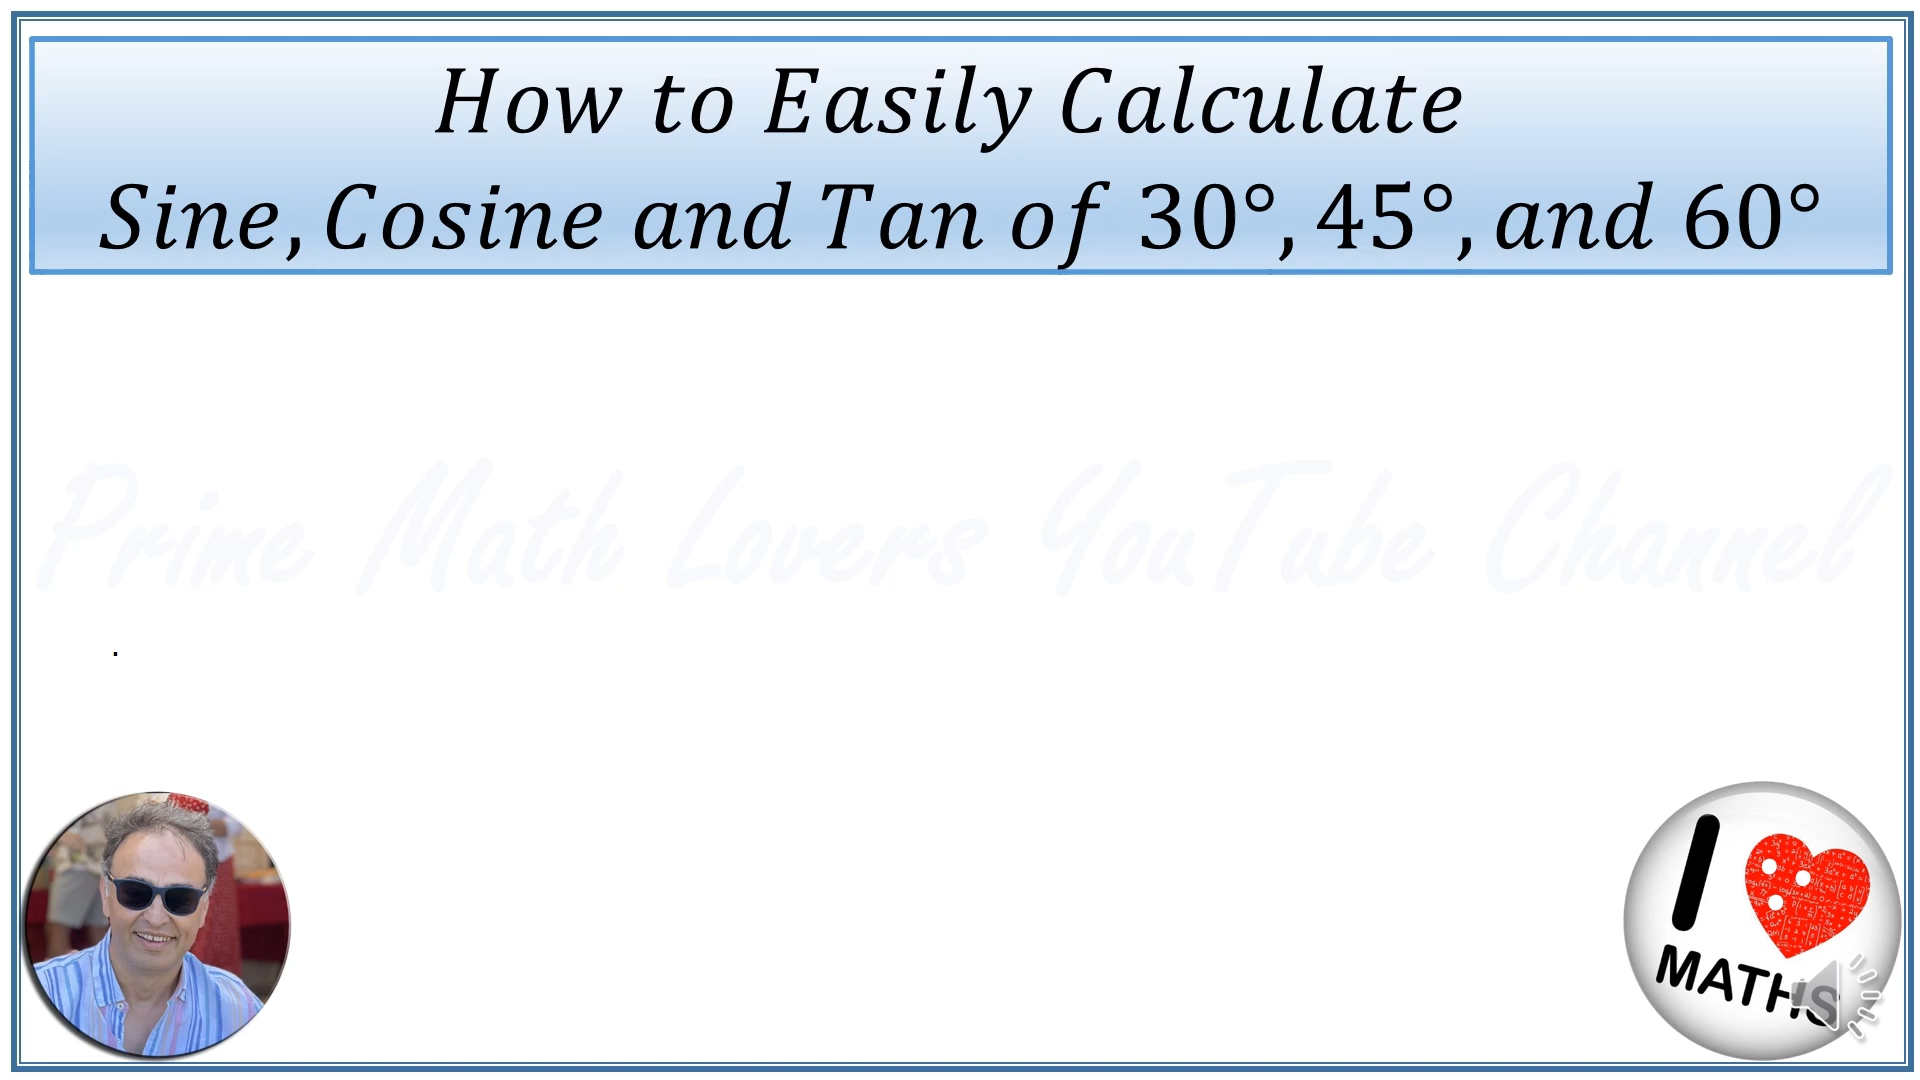 How to Easily Calculate
Sine, Cosine and Tan of 30°, 45°, and 60°
Prime Math Lovers YouTube Channel
.
I
MATHS